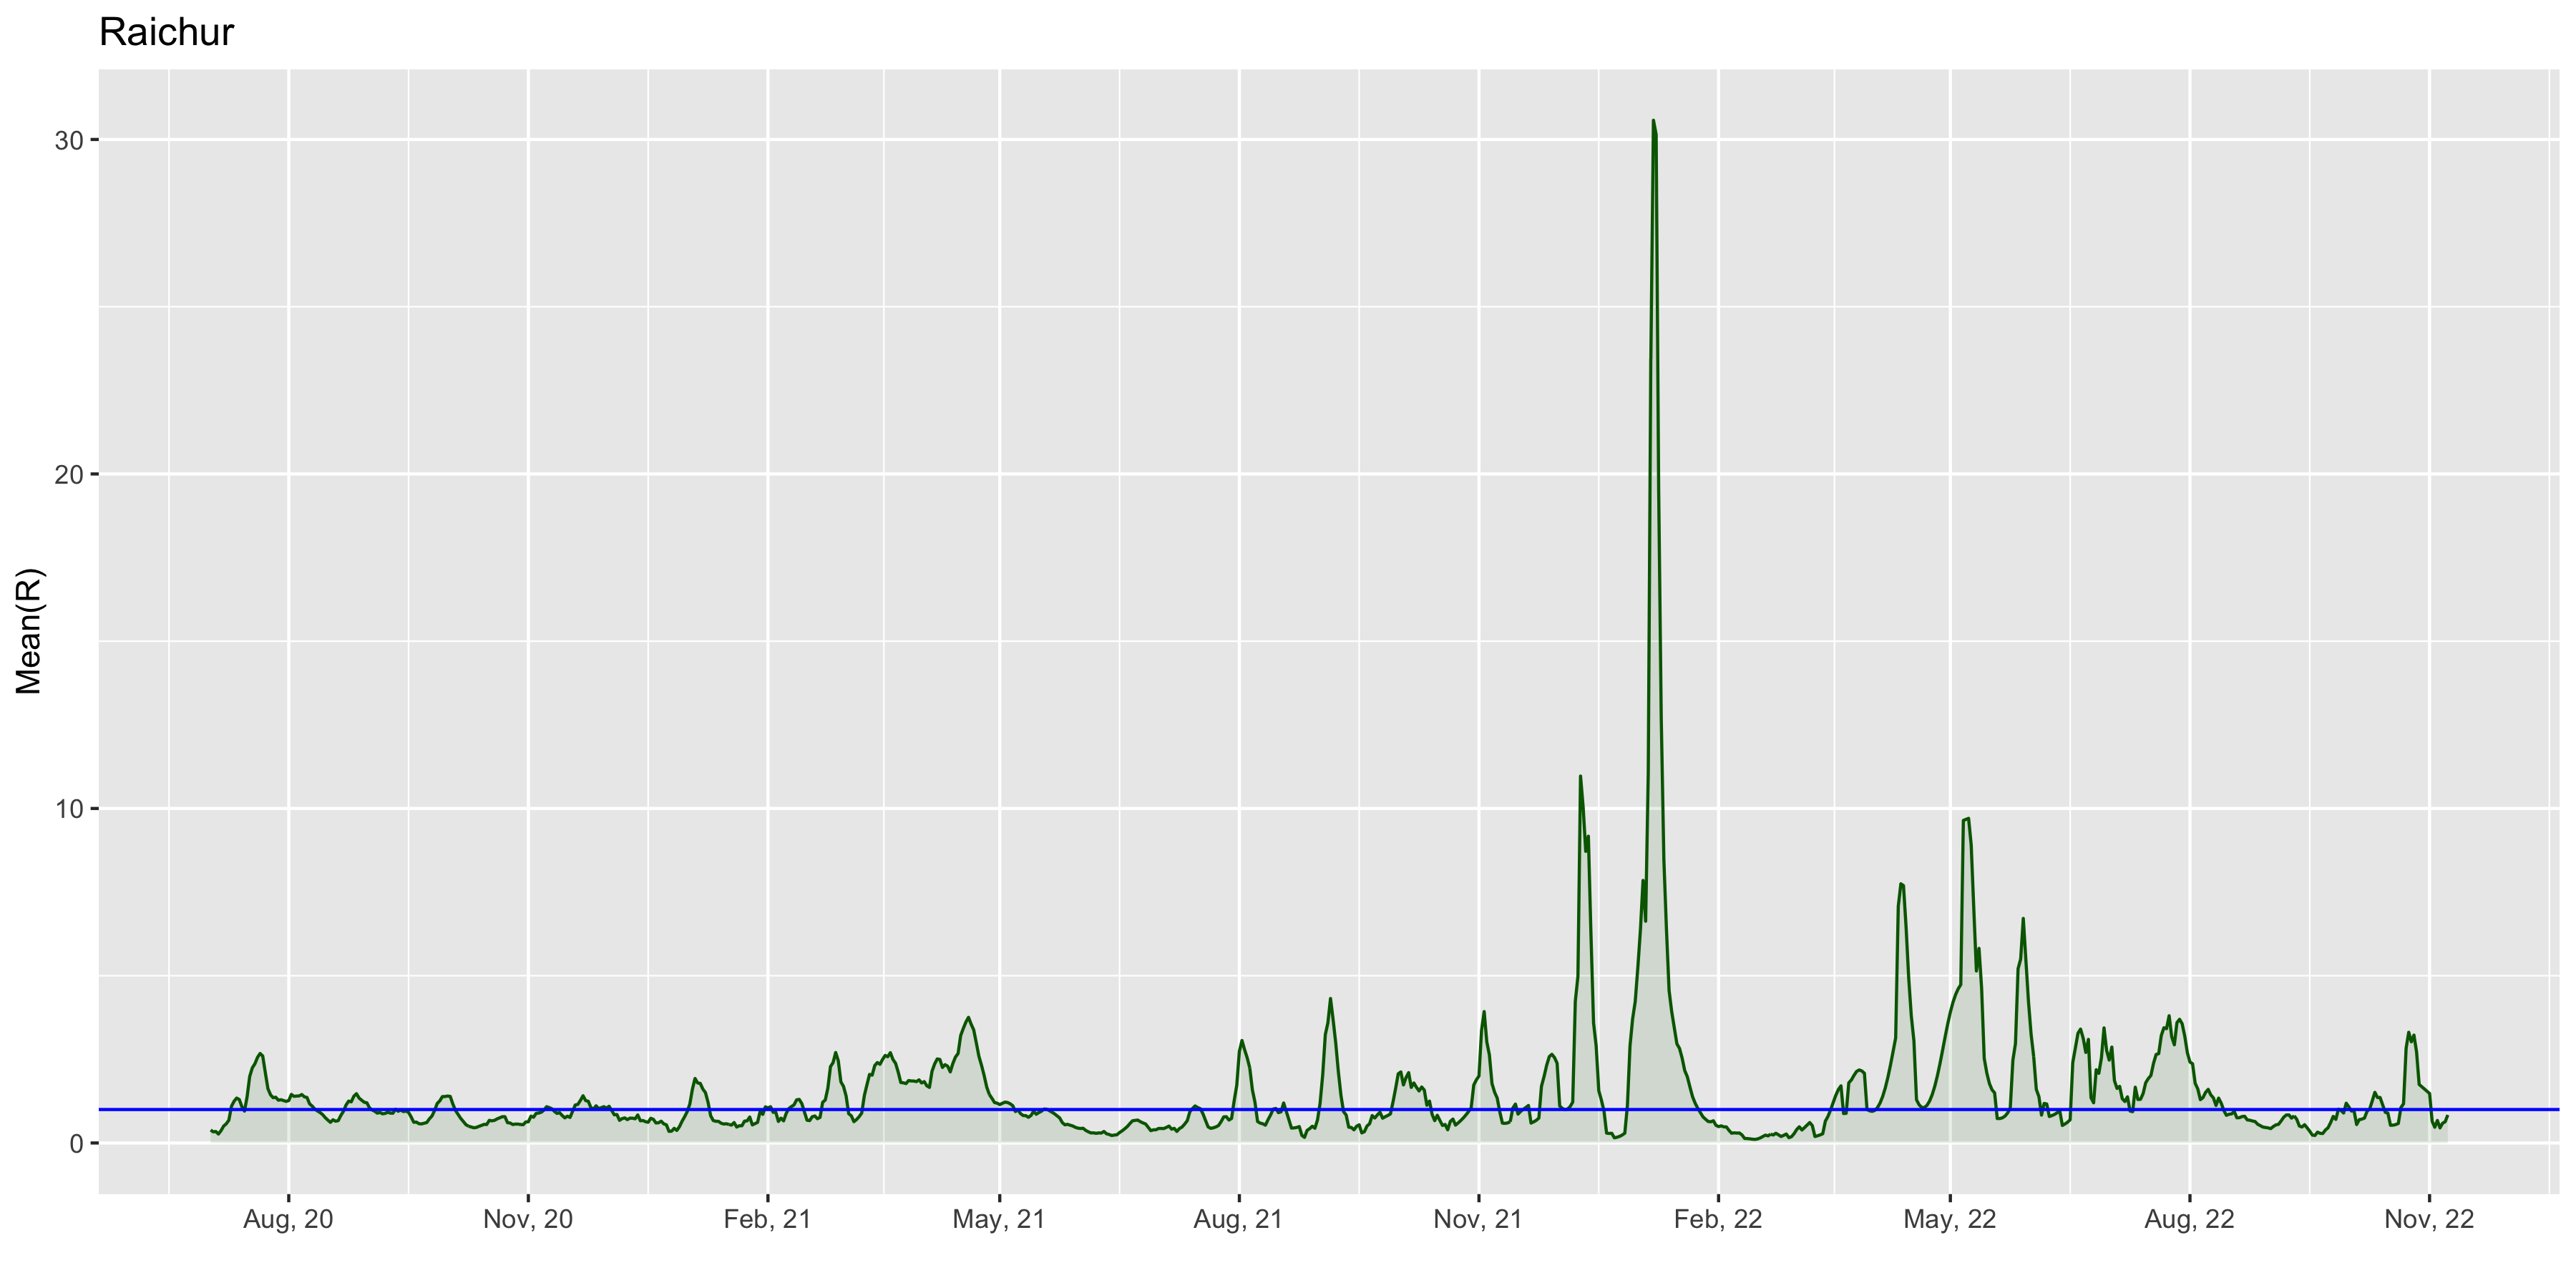 Raichur
Mean(R)
30
20
10
0
Aug, 20
Nov, 20
Feb, 21
May, 21
Aug, 21
Nov, 21
Feb, 22
May, 22
Aug, 22
Nov, 22